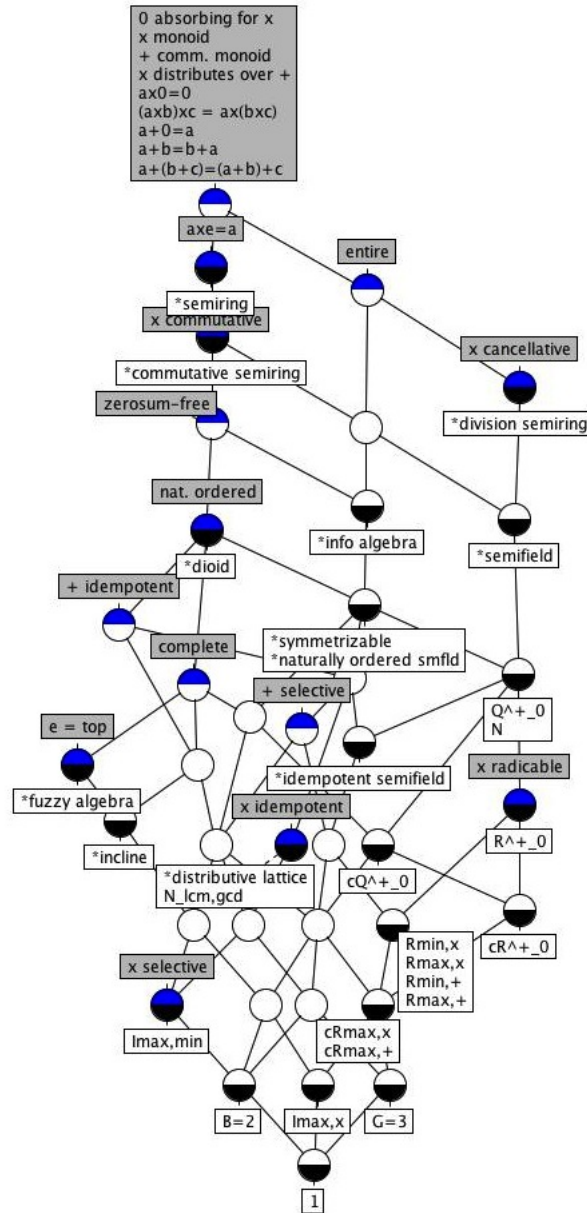 0 absorbing for x
x monoid
+ comm. monoid
x distributes over +
ax0=0
(axb)xc = ax(bxc)
a+0=a
a+b=b+a
a+(b+c)=(a+b)+c
axe=a
entire
*semiring
x commutative
x cancellative
*commutative semiring
zerosum-free
*division semiring
nat. ordered
*info algebra
*semifield
*dioid
+ idempotent
*symmetrizable
*naturally ordered smfld
complete
+ selective
Q^+_0
N
e = top
*idempotent semifield
x radicable
*fuzzy algebra
x idempotent
R^+_0
*incline
*distributive lattice
N_lcm,gcd
cQ^+_0
cR^+_0
Rmin,x
Rmax,x
Rmin,+
Rmax,+
x selective
Imax,min
cRmax,x
cRmax,+
B=2
Imax,x
G=3
1